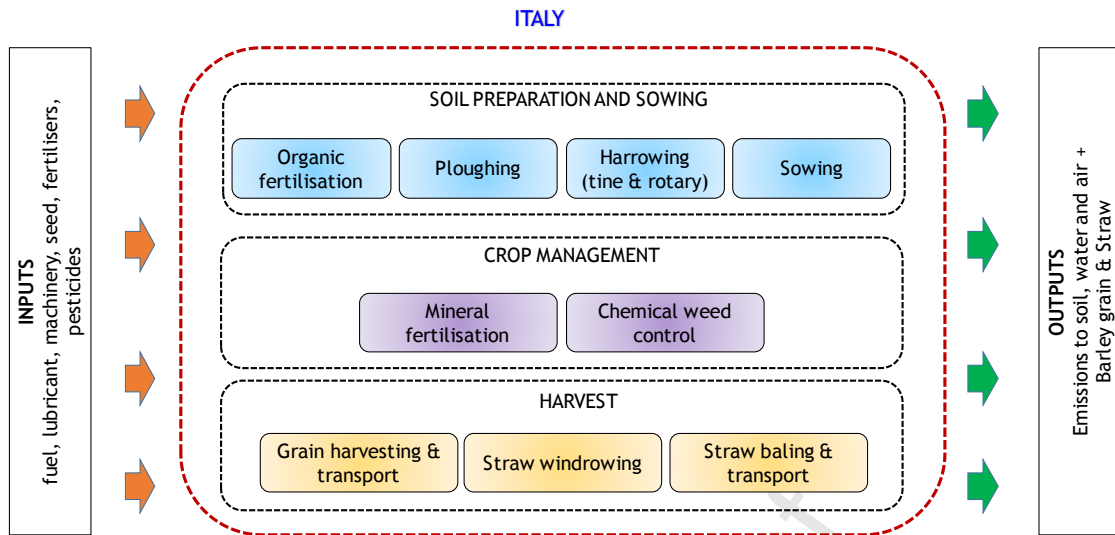 ITALY
INPUTS
fuel, lubricant, machinery, seed, fertilisers,
pesticides
SOIL PREPARATION AND SOWING
Organic
fertilisation
Ploughing
Harrowing
(tine & rotary)
Sowing
CROP MANAGEMENT
Mineral
fertilisation
Chemical weed
control
HARVEST
Grain harvesting &
transport
Straw windrowing
Straw baling &
transport
OUTPUTS
Emissions to soil, water and air +
Barley grain & Straw